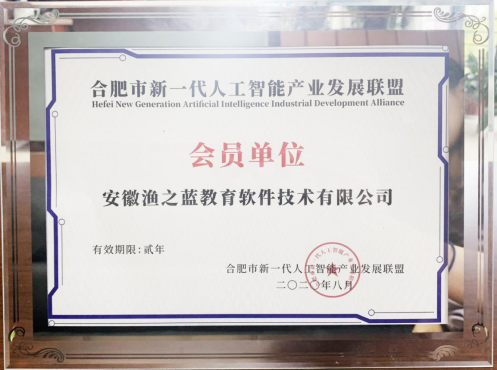 合肥市新一代人工智能产业发展联盟
Hefei New Generation Artificial Intelligence Industrial Development Alliance
会员单位
安徽渔之蓝教育软件技术有限公司
有效期限:贰年
合肥市新一代人工智能产业发展联盟
二〇二〇年八月